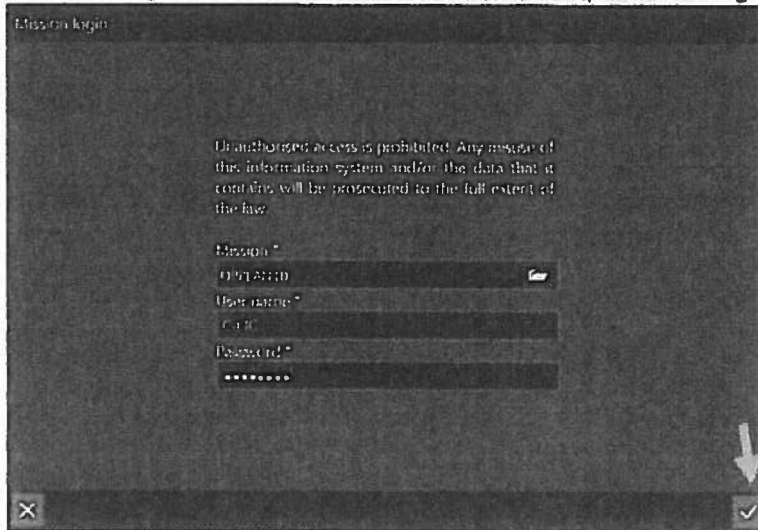 Mission login
Unauthorised access is prohibited. Any misuse of
this information system and/or the data that it
contains will be prosecuted to the full extent of
the law.
Mission *
User name *
Password *